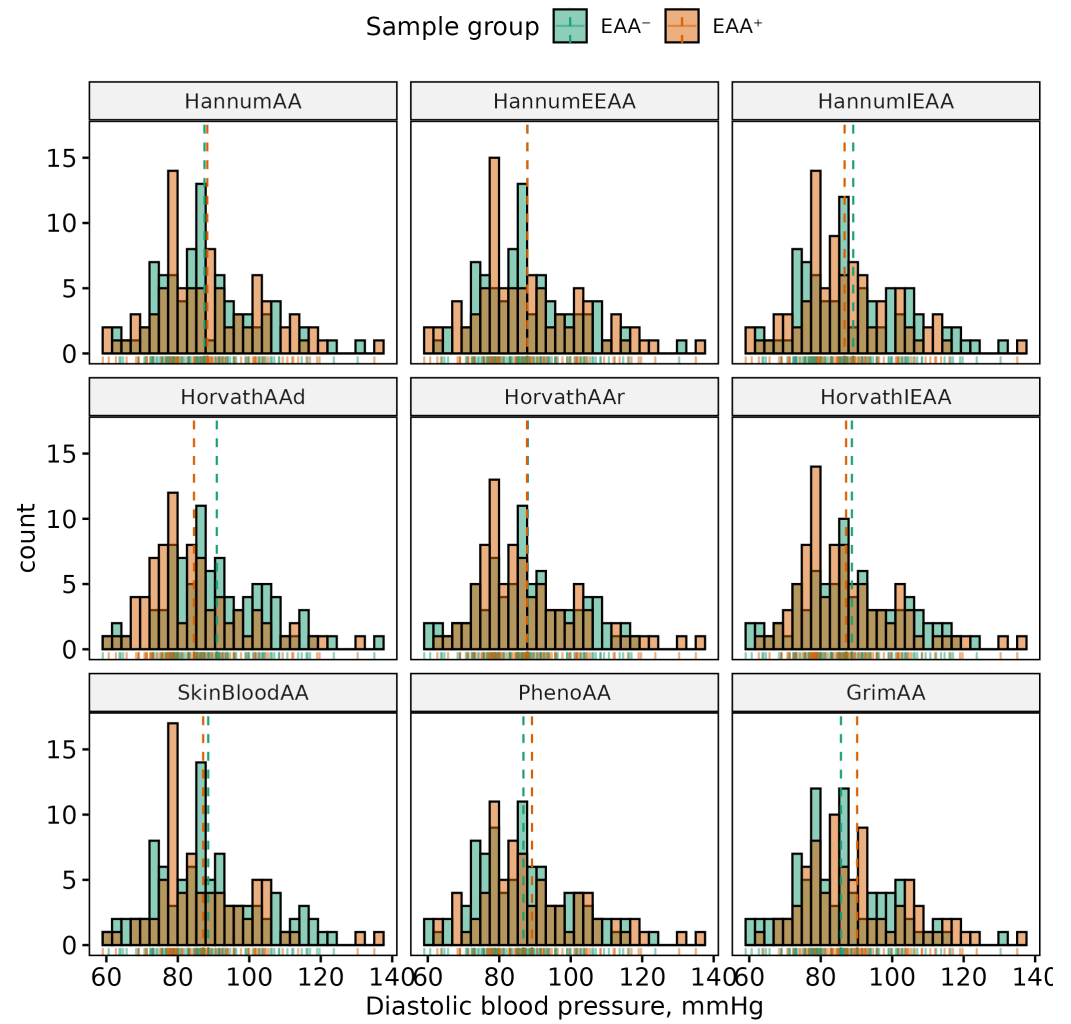 Sample group EAA⁻ EAA⁺
HannumAA HannumEEAA HannumIEAA
15
10
5
0
HorvathAAd HorvathAAr HorvathIEAA
15
10
5
0
count
SkinBloodAA PhenoAA GrimAA
15
10
5
0
60 80 100 120 140 60 80 100 120 140 60 80 100 120 140
Diastolic blood pressure, mmHg